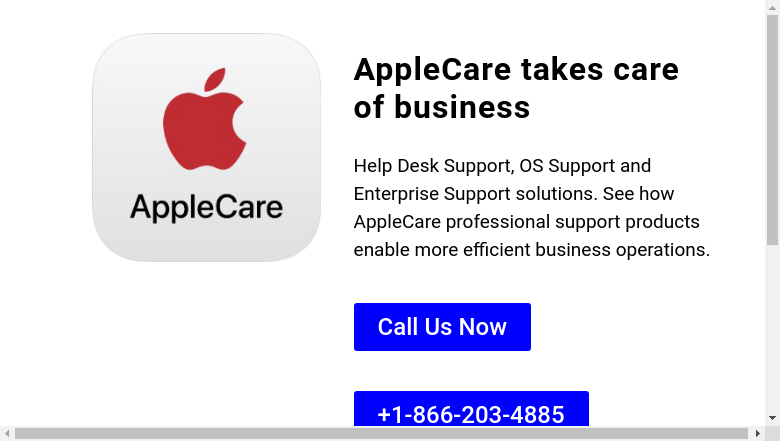 AppleCare
AppleCare takes care
of business
Help Desk Support, OS Support and
Enterprise Support solutions. See how
AppleCare professional support products
enable more efficient business operations.
Call Us Now
+1-866-203-4885